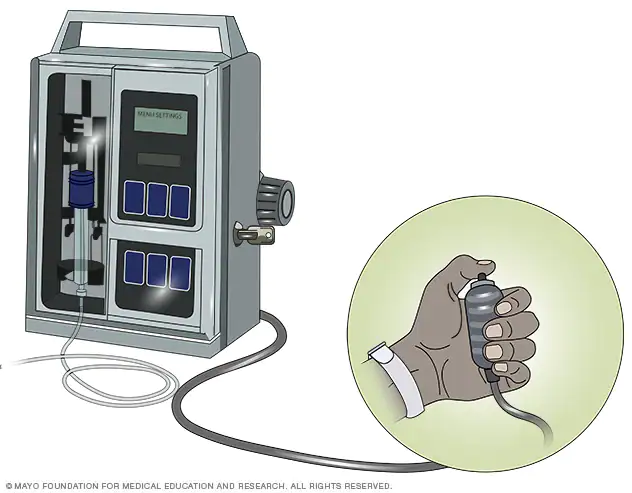 MENU SETTINGS
© MAYO FOUNDATION FOR MEDICAL EDUCATION AND RESEARCH. ALL RIGHTS RESERVED.